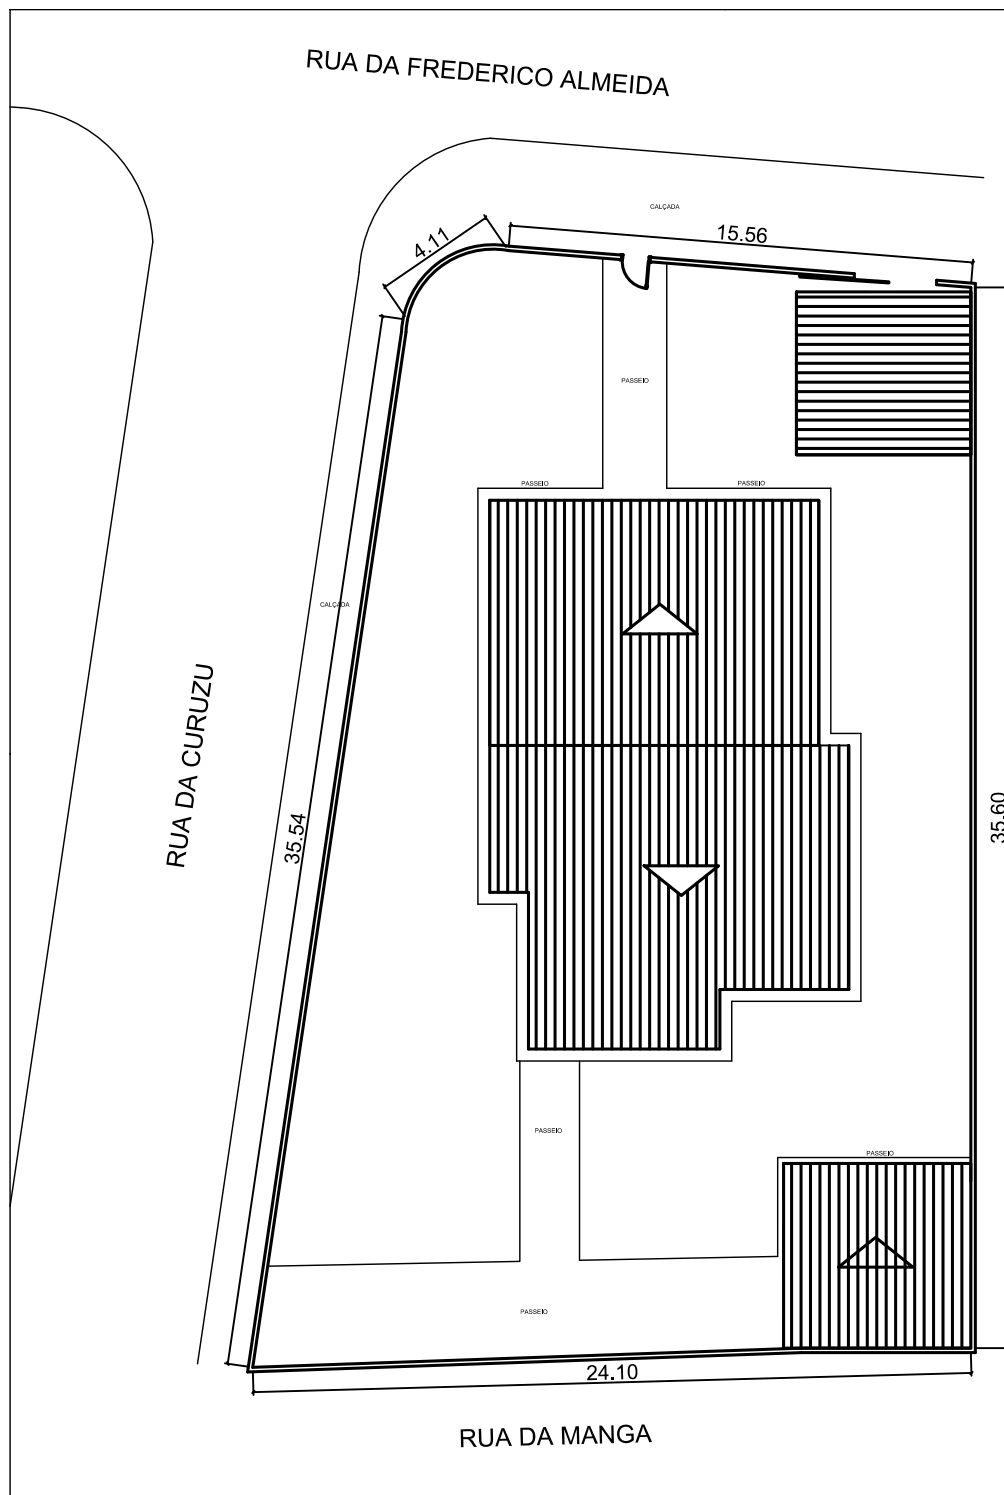 RUA DA FREDERICO ALMEIDA
CALÇADA
4.11
15.56
PASSEIO
PASSEIO
PASSEIO
CALÇADA
RUA DA CURUZU
35.54
35.60
PASSEIO
PASSEIO
PASSEIO
24.10
RUA DA MANGA